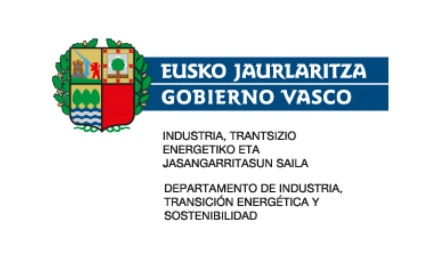 EUSKO JAURLARITZA
GOBIERNO VASCO
INDUSTRIA, TRANTSIZIO
ENERGETIKO ETA
JASANGARRITASUN SAILA
DEPARTAMENTO DE INDUSTRIA,
TRANSICIÓN ENERGÉTICA Y
SOSTENIBILIDAD